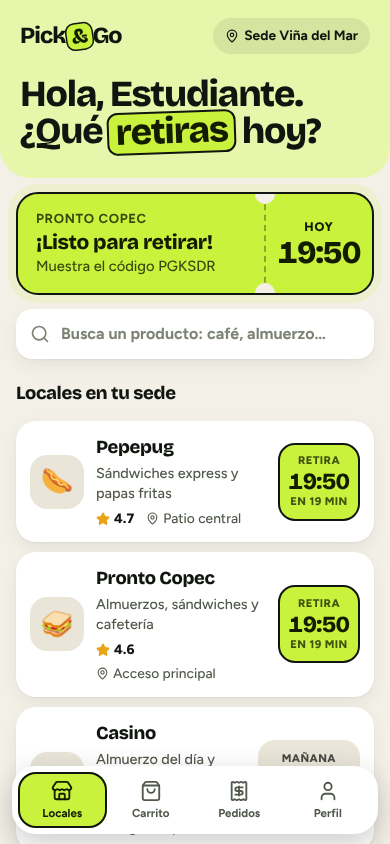 Pick&Go
Sede Viña del Mar
Hola, Estudiante.
¿Qué retiras hoy?
PRONTO COPEC
¡Listo para retirar!
Muestra el código PGKSDR
HOY
19:50
Busca un producto: café, almuerzo...
Locales en tu sede
Pepepug
Sándwiches express y
papas fritas
4.7 Patio central
RETIRA
19:50
EN 19 MIN
Pronto Copec
Almuerzos, sándwiches y
cafetería
4.6
Acceso principal
RETIRA
19:50
EN 19 MIN
Casino
Almuerzo del día y
MAÑANA
Locales
Carrito
Pedidos
Perfil